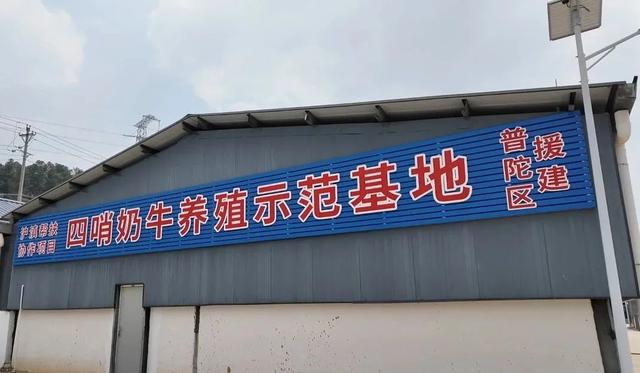 沪滇帮扶
协作项目
四哨奶牛养殖示范基地
普陀区
援建